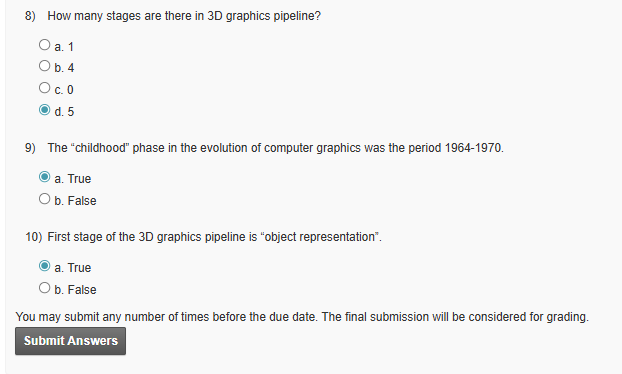 8) How many stages are there in 3D graphics pipeline?
a. 1
b. 4
c. 0
d. 5
9) The "childhood" phase in the evolution of computer graphics was the period 1964-1970.
a. True
b. False
10) First stage of the 3D graphics pipeline is "object representation".
a. True
b. False
You may submit any number of times before the due date. The final submission will be considered for grading.
Submit Answers